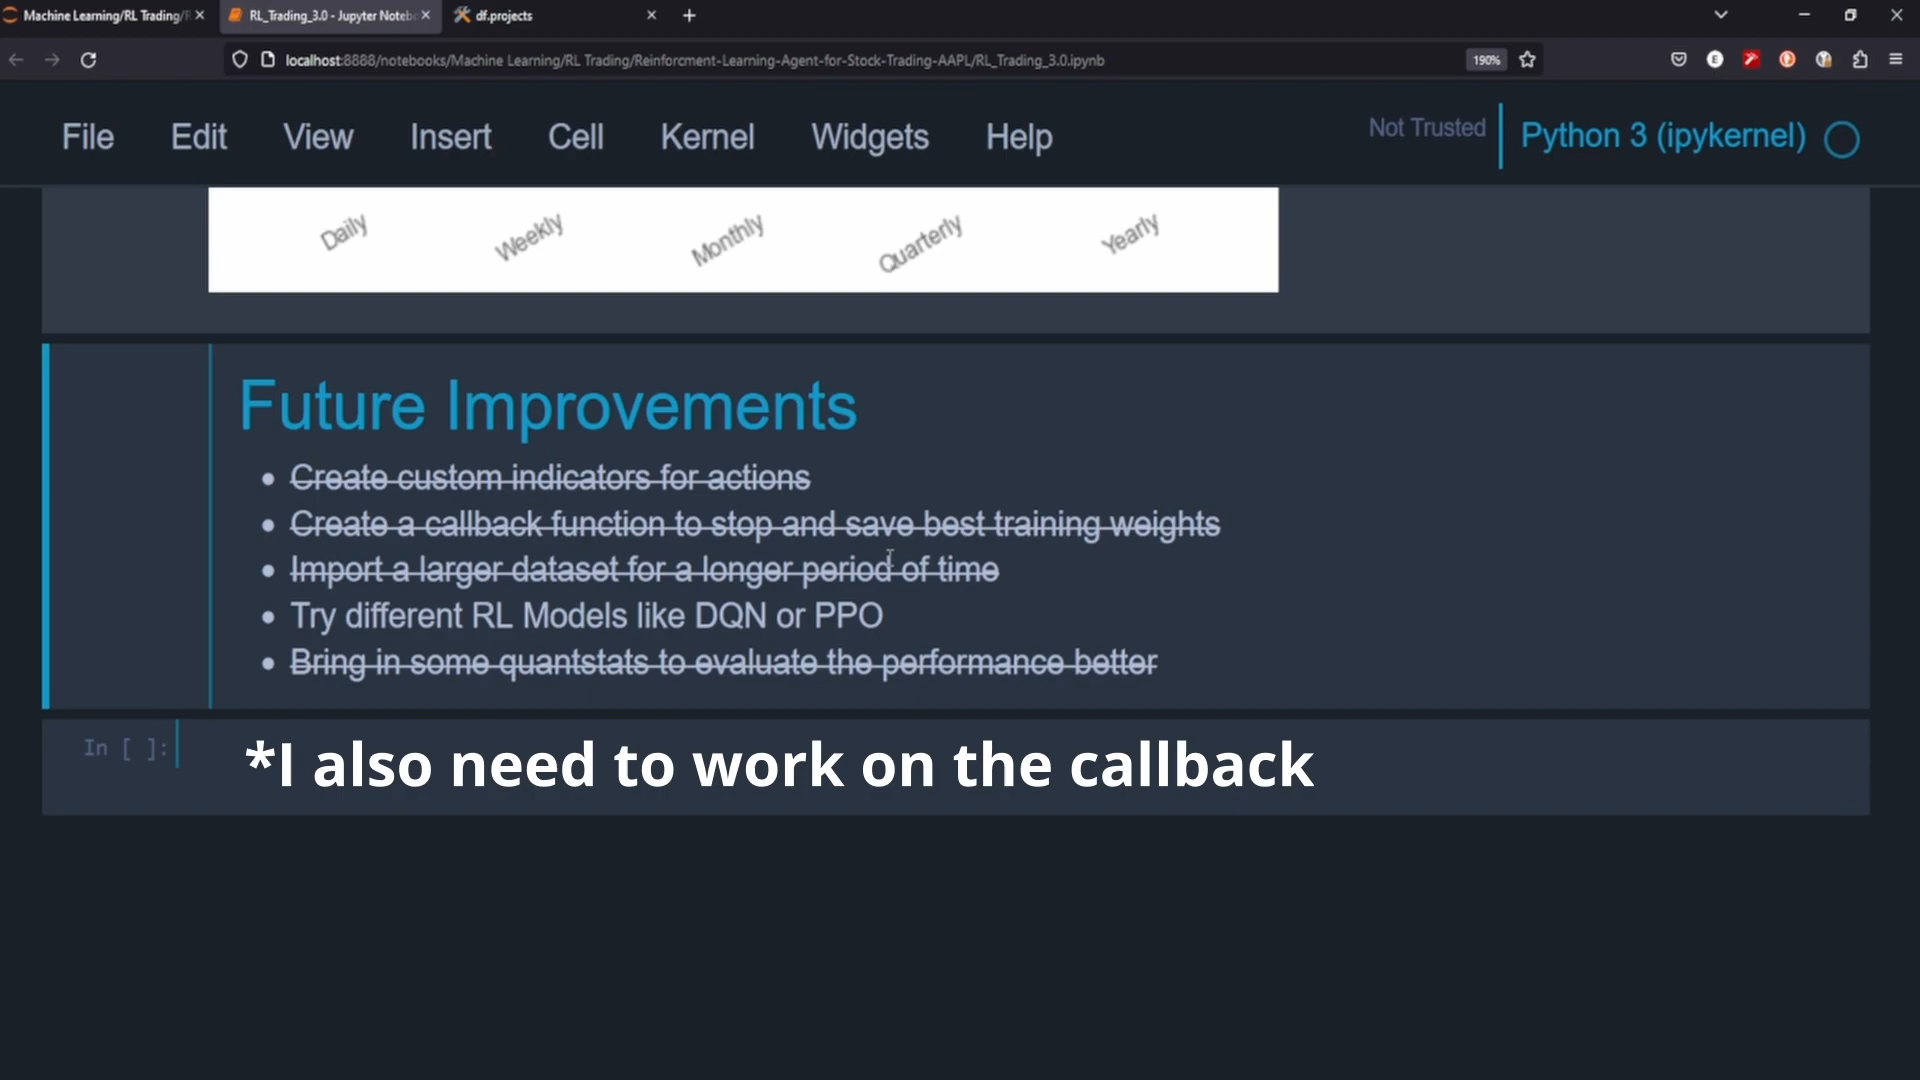 Machine Learning/RL Trading/
RL_Trading_3.0 - Jupyter Noteb
df.projects
localhost:8888/notebooks/Machine Learning/RL Trading/Reinforcment-Learning-Agent-for-Stock-Trading-AAPL/RL_Trading_3.0.ipynb
190%
File Edit View Insert Cell Kernel Widgets Help
Not Trusted
Python 3 (ipykernel)
Daily Weekly Monthly Quarterly Yearly
Future Improvements
Create custom indicators for actions
Create a callback function to stop and save best training weights
Import a larger dataset for a longer period of time
Try different RL Models like DQN or PPO
Bring in some quantstats to evaluate the performance better
In [ ]:
*I also need to work on the callback